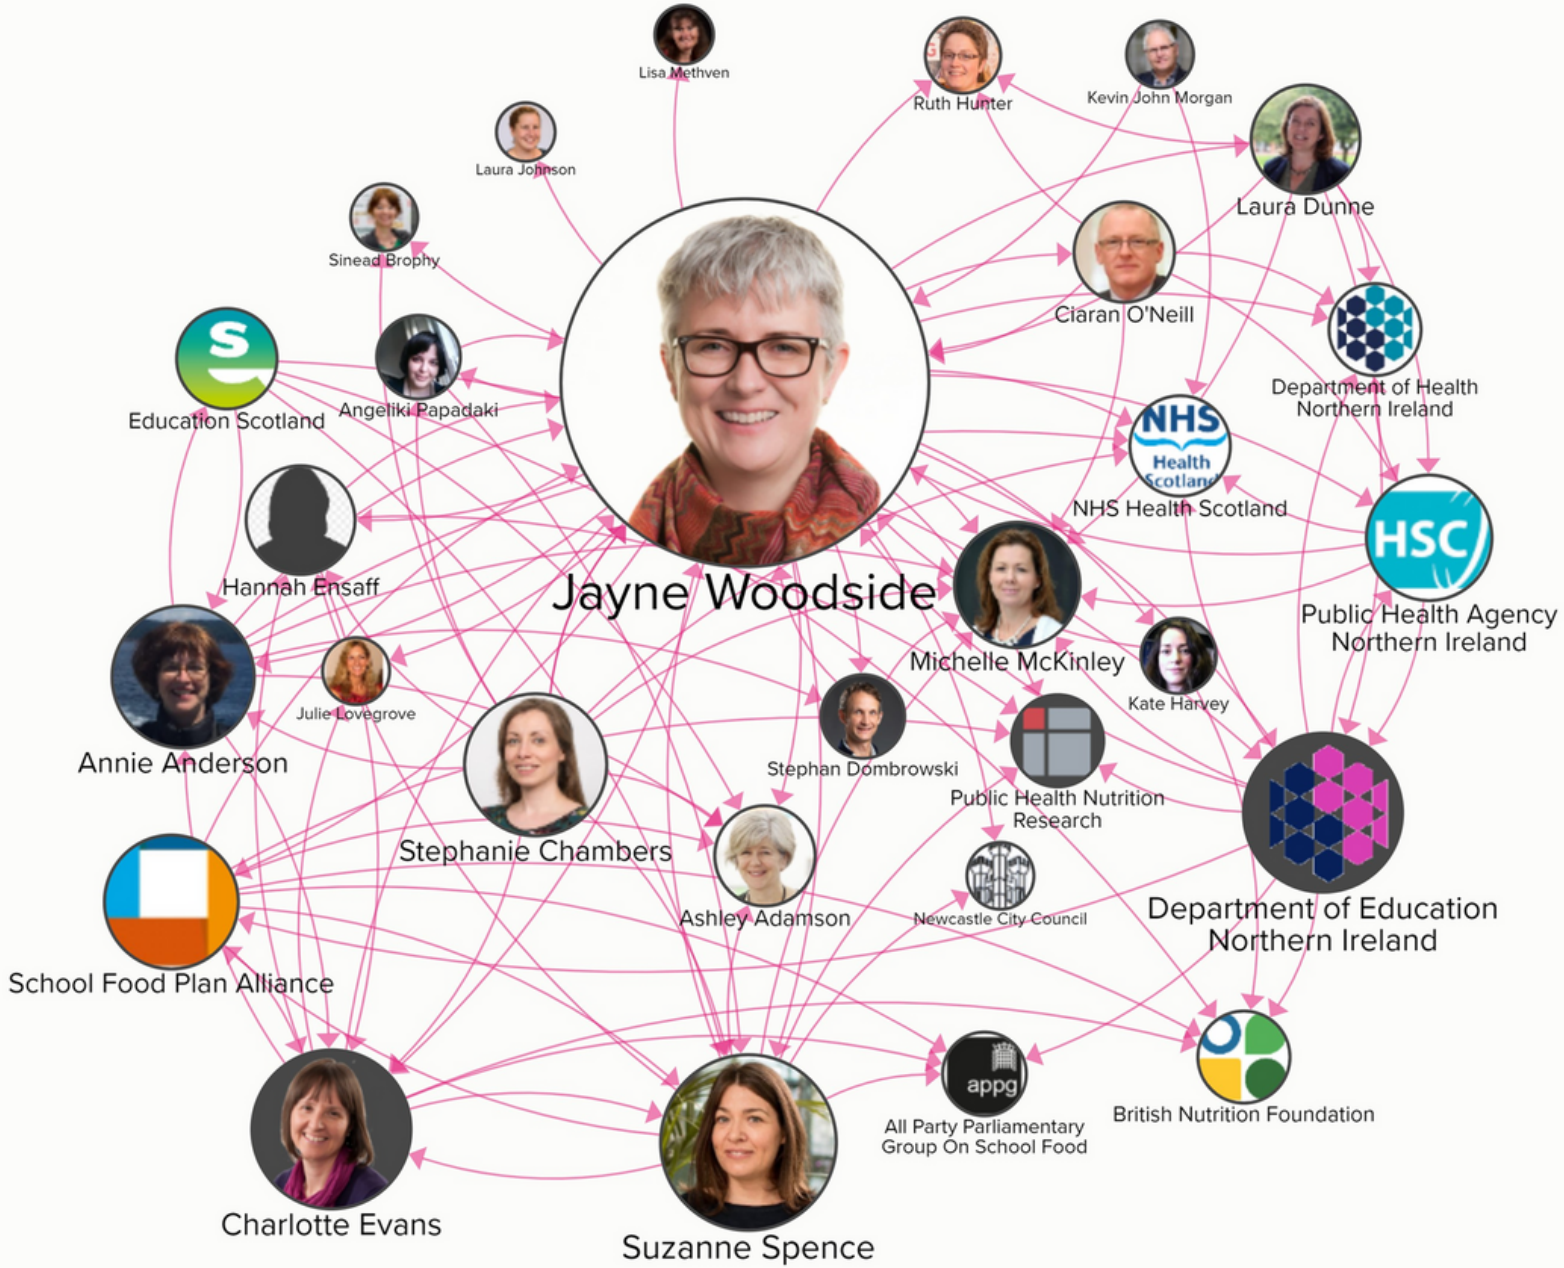 Lisa Methven
Ruth Hunter
Kevin John Morgan
Laura Johnson
Laura Dunne
Sinead Brophy
Ciaran O'Neill
S
Education Scotland
Angeliki Papadaki
Department of Health
Northern Ireland
NHS
Health
Scotland
NHS Health Scotland
HSC
Hannah Ensaff
Jayne Woodside
Public Health Agency
Northern Ireland
Michelle McKinley
Kate Harvey
Julie Lovegrove
Annie Anderson
Stephan Dombrowski
Public Health Nutrition
Research
Stephanie Chambers
Ashley Adamson
Newcastle City Council
Department of Education
Northern Ireland
School Food Plan Alliance
appg
All Party Parliamentary
Group On School Food
British Nutrition Foundation
Charlotte Evans
Suzanne Spence